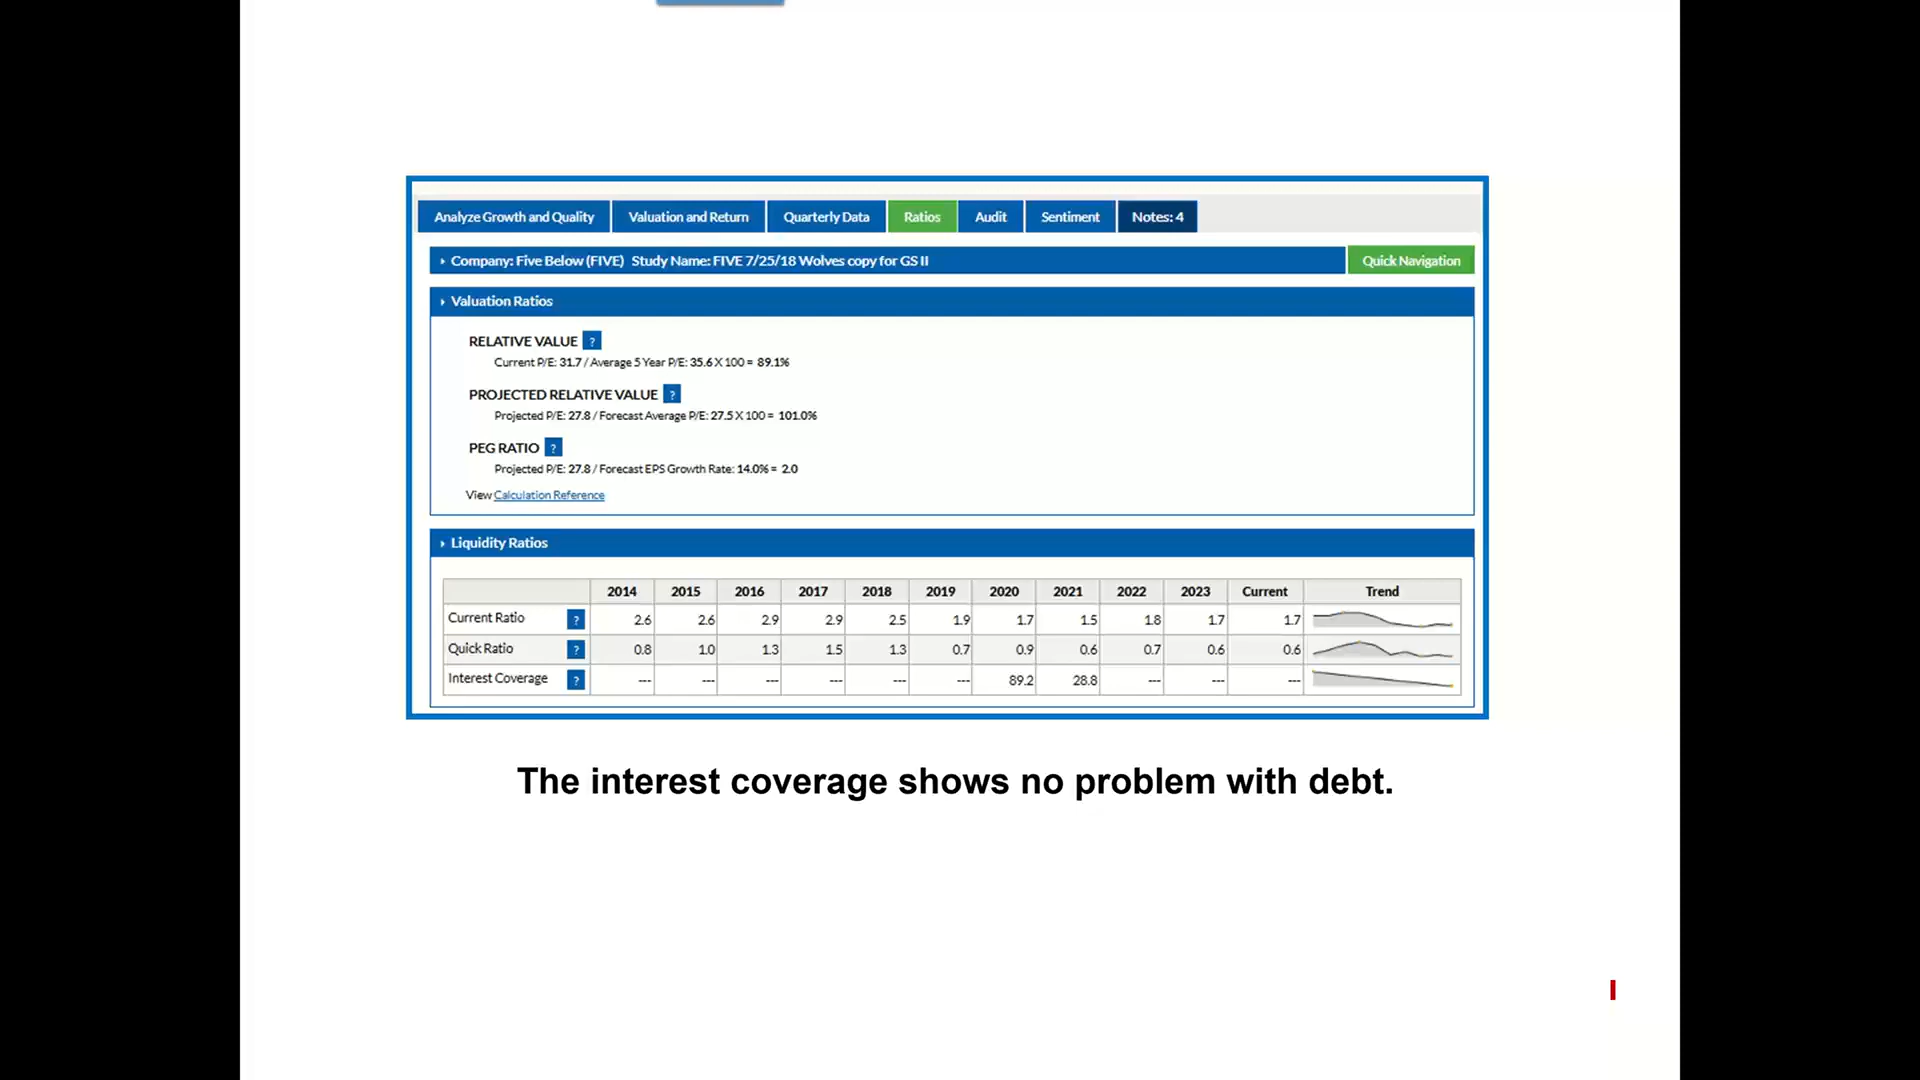 Analyze Growth and Quality Valuation and Return Quarterly Data Ratios Audit Sentiment Notes: 4
Company: Five Below (FIVE) Study Name: FIVE 7/25/18 Wolves copy for GS II Quick Navigation
Valuation Ratios
RELATIVE VALUE ?
Current P/E: 31.7 / Average 5 Year P/E: 35.6 X 100 = 89.1%
PROJECTED RELATIVE VALUE ?
Projected P/E: 27.8 / Forecast Average P/E: 27.5 X 100 = 101.0%
PEG RATIO ?
Projected P/E: 27.8 / Forecast EPS Growth Rate: 14.0% = 2.0
View Calculation Reference
Liquidity Ratios
2014 2015 2016 2017 2018 2019 2020 2021 2022 2023 Current Trend
Current Ratio ? 2.6 2.6 2.9 2.9 2.5 1.9 1.7 1.5 1.8 1.7 1.7
Quick Ratio ? 0.8 1.0 1.3 1.5 1.3 0.7 0.9 0.6 0.7 0.6 0.6
Interest Coverage ? --- --- --- --- --- --- 89.2 28.8 --- --- ---
The interest coverage shows no problem with debt.